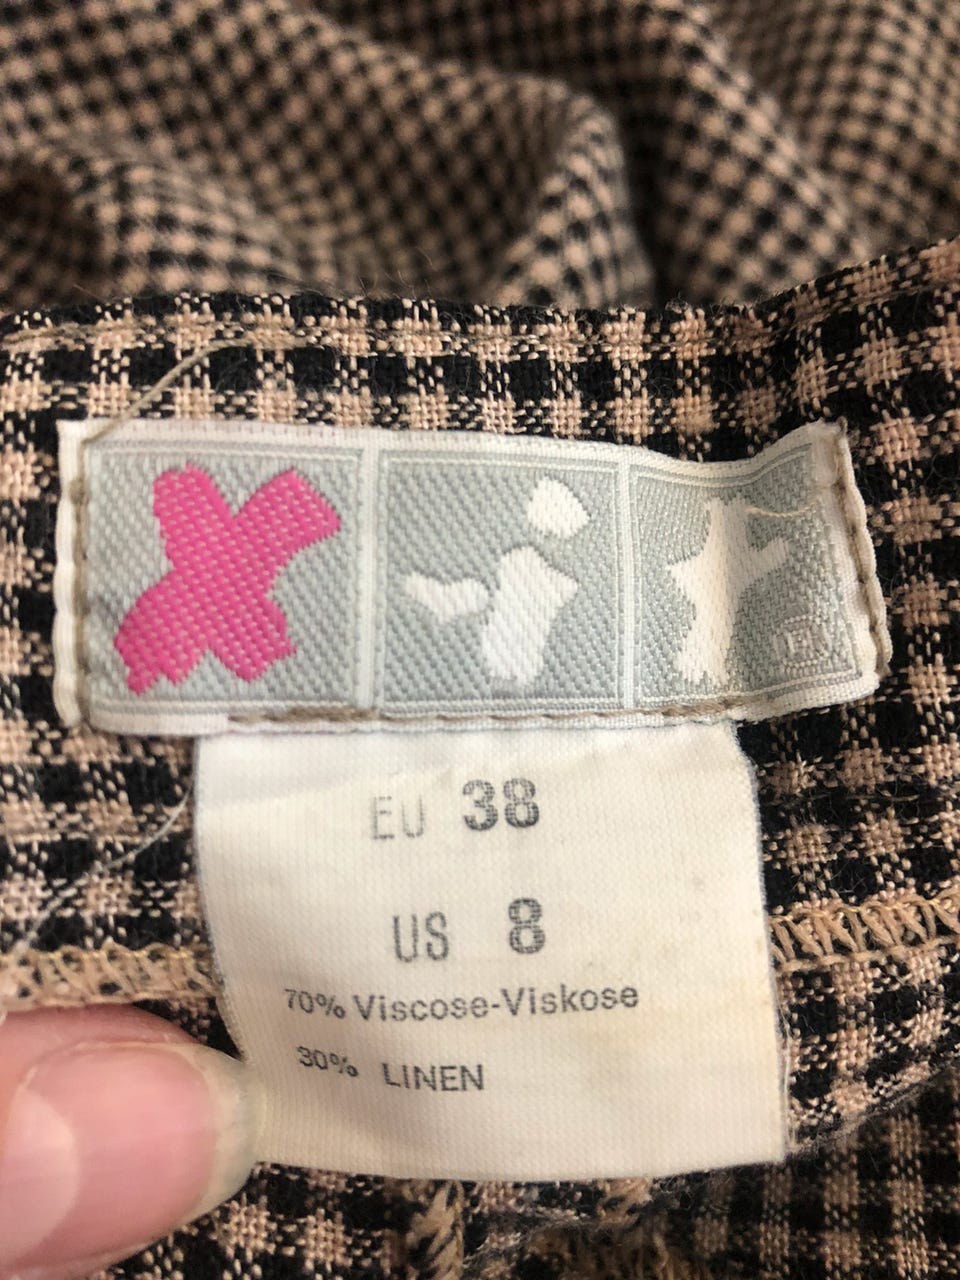 EU 38
US 8
70% Viscose-Viskose
30% LINEN